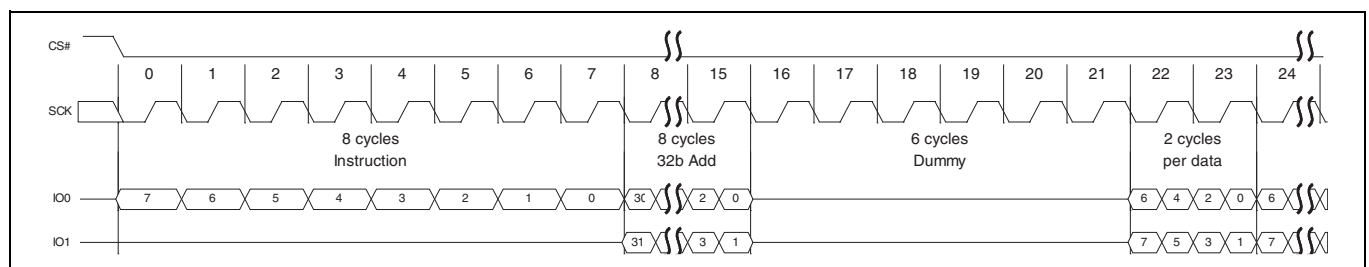 CS#
0 1 2 3 4 5 6 7 8 15 16 17 18 19 20 21 22 23 24
SCK
8 cycles 8 cycles 6 cycles 2 cycles
Instruction 32b Add Dummy per data
IO0 7 6 5 4 3 2 1 0 30 2 0 6 4 2 0 6
IO1 31 3 1 7 5 3 1 7